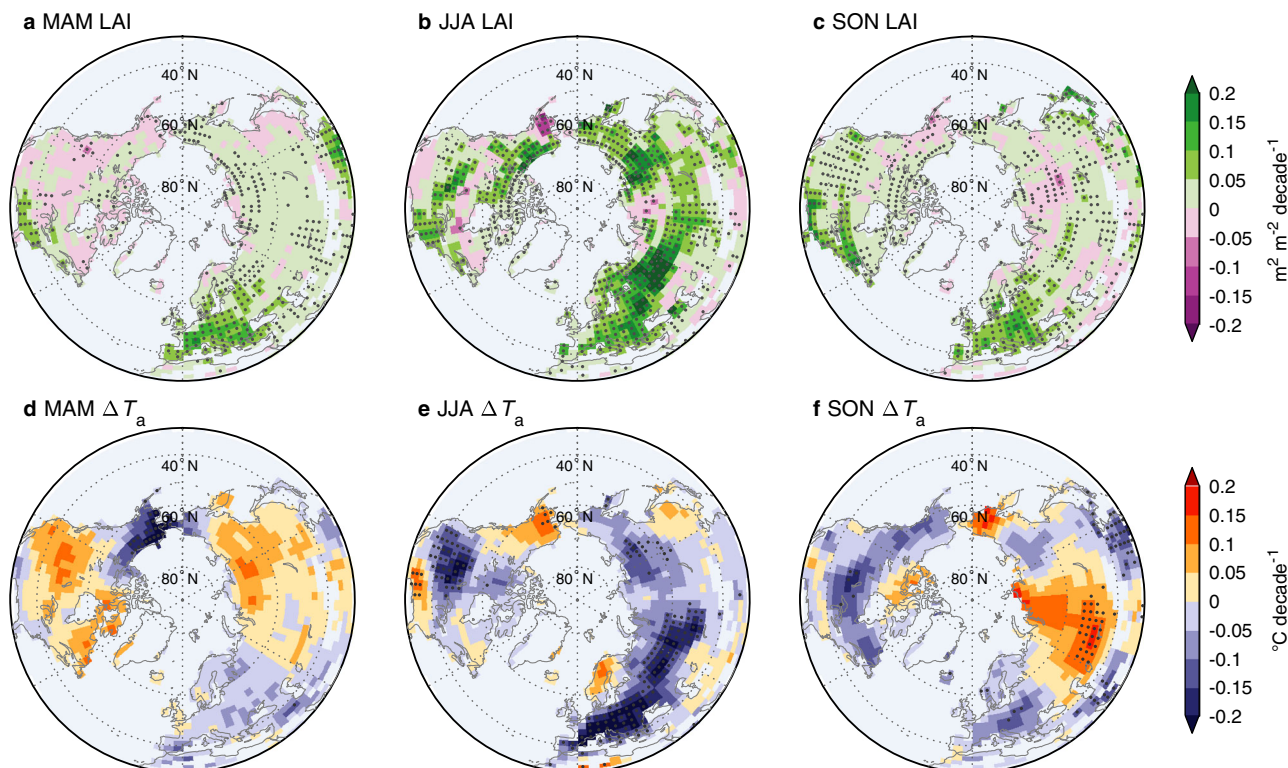 a MAM LAI
b JJA LAI
c SON LAI
40° N
60° N
80° N
40° N
60° N
80° N
40° N
60° N
80° N
0.2
0.15
0.1
0.05
0
-0.05
-0.1
-0.15
-0.2
m² m⁻² decade⁻¹
d MAM ΔTₐ
e JJA ΔTₐ
f SON ΔTₐ
40° N
60° N
80° N
40° N
60° N
80° N
40° N
60° N
80° N
0.2
0.15
0.1
0.05
0
-0.05
-0.1
-0.15
-0.2
°C decade⁻¹